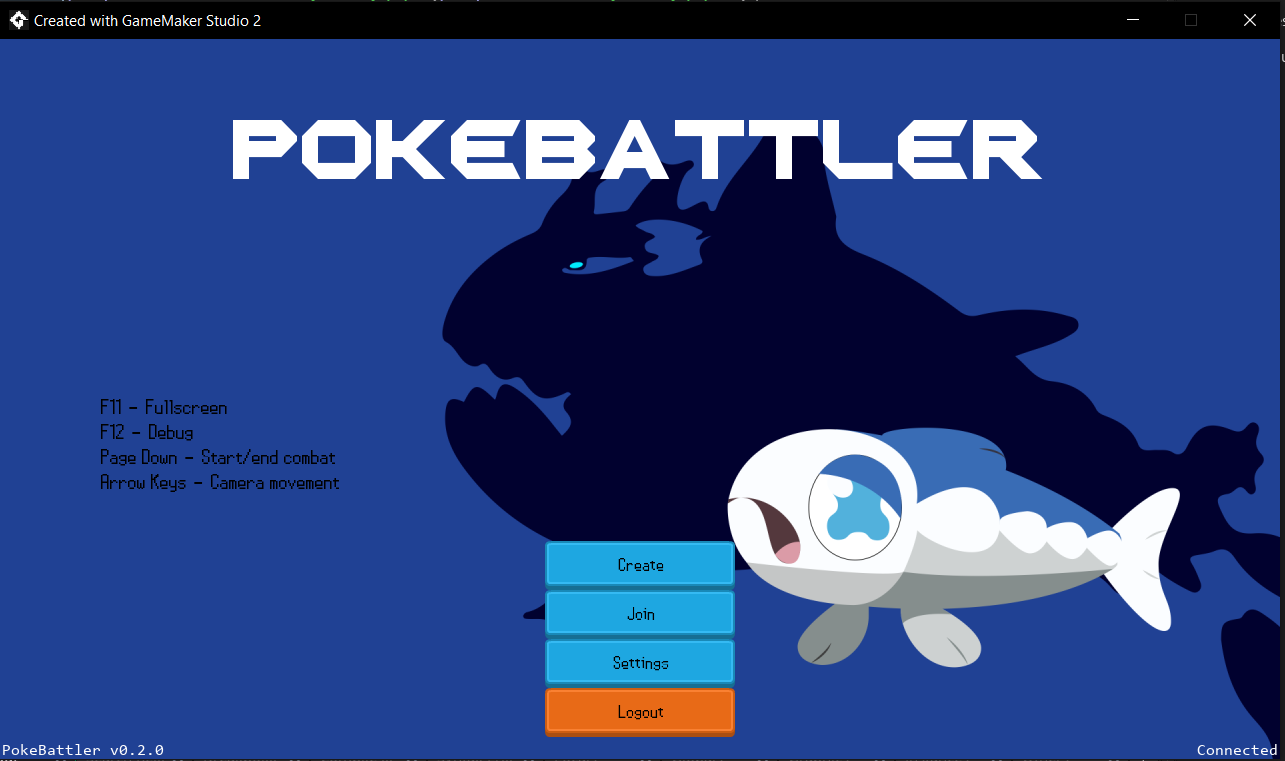 Created with GameMaker Studio 2
POKEBATTLER
F11 - Fullscreen
F12 - Debug
Page Down - Start/end combat
Arrow Keys - Camera movement
Create
Join
Settings
Logout
PokeBattler v0.2.0
Connected